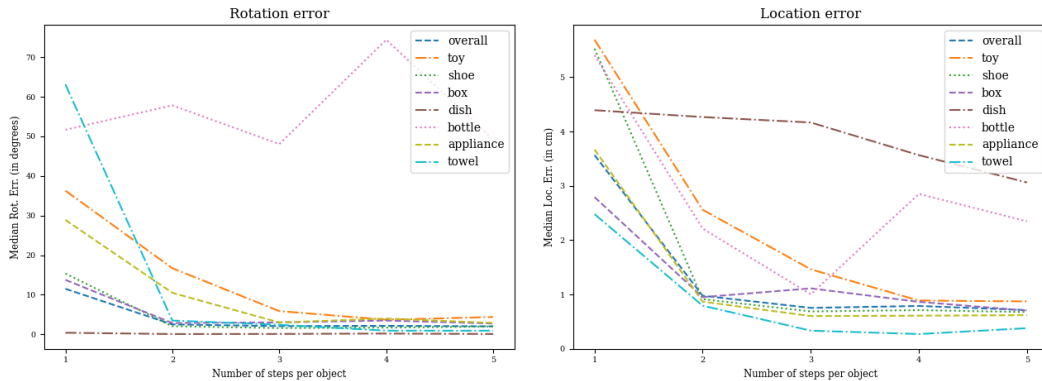 Rotation error
Median Rot. Err. (in degrees)
70
60
50
40
30
20
10
0
1 2 3 4 5
Number of steps per object
overall
toy
shoe
box
dish
bottle
appliance
towel
Location error
Median Loc. Err. (in cm)
5
4
3
2
1
0
1 2 3 4 5
Number of steps per object
overall
toy
shoe
box
dish
bottle
appliance
towel